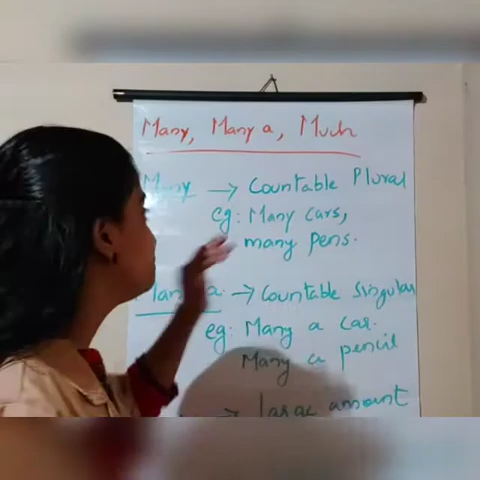 Many, Many a, Much
Many → Countable Plural
eg: Many cars,
many pens.
Many a → Countable Singular
eg: Many a car.
Many a pencil
→ large amount